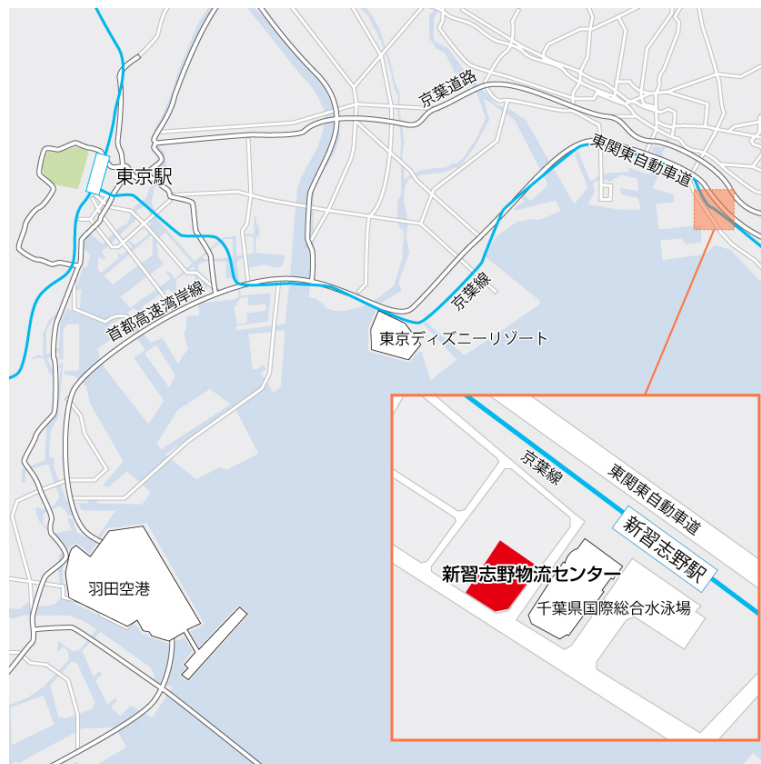 京葉道路
東関東自動車道
東京駅
京葉線
首都高速湾岸線
東京ディズニーリゾート
羽田空港
京葉線
東関東自動車道
新習志野駅
新習志野物流センター
千葉県国際総合水泳場